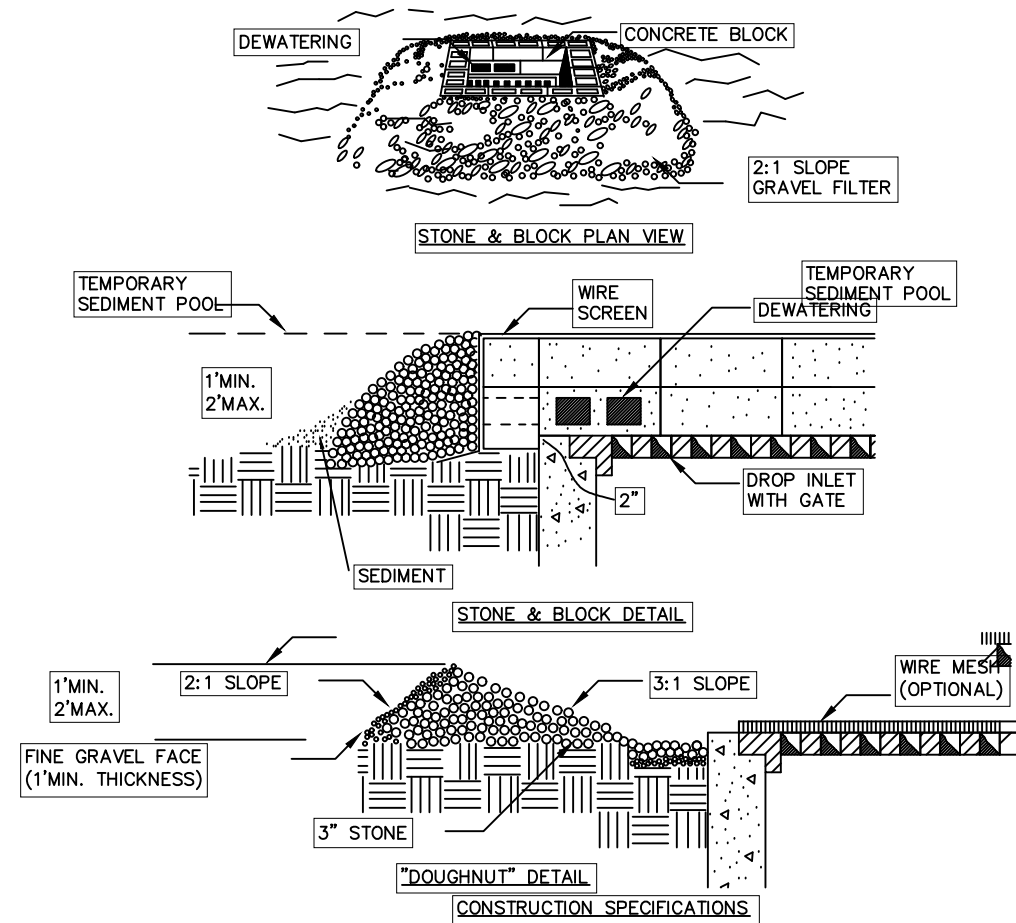 DEWATERING
CONCRETE BLOCK
2:1 SLOPE
GRAVEL FILTER
STONE & BLOCK PLAN VIEW
TEMPORARY
SEDIMENT POOL
WIRE
SCREEN
TEMPORARY
SEDIMENT POOL
DEWATERING
1'MIN.
2'MAX.
DROP INLET
WITH GATE
2"
SEDIMENT
STONE & BLOCK DETAIL
1'MIN.
2'MAX.
2:1 SLOPE
3:1 SLOPE
WIRE MESH
(OPTIONAL)
FINE GRAVEL FACE
(1'MIN. THICKNESS)
3" STONE
"DOUGHNUT" DETAIL
CONSTRUCTION SPECIFICATIONS